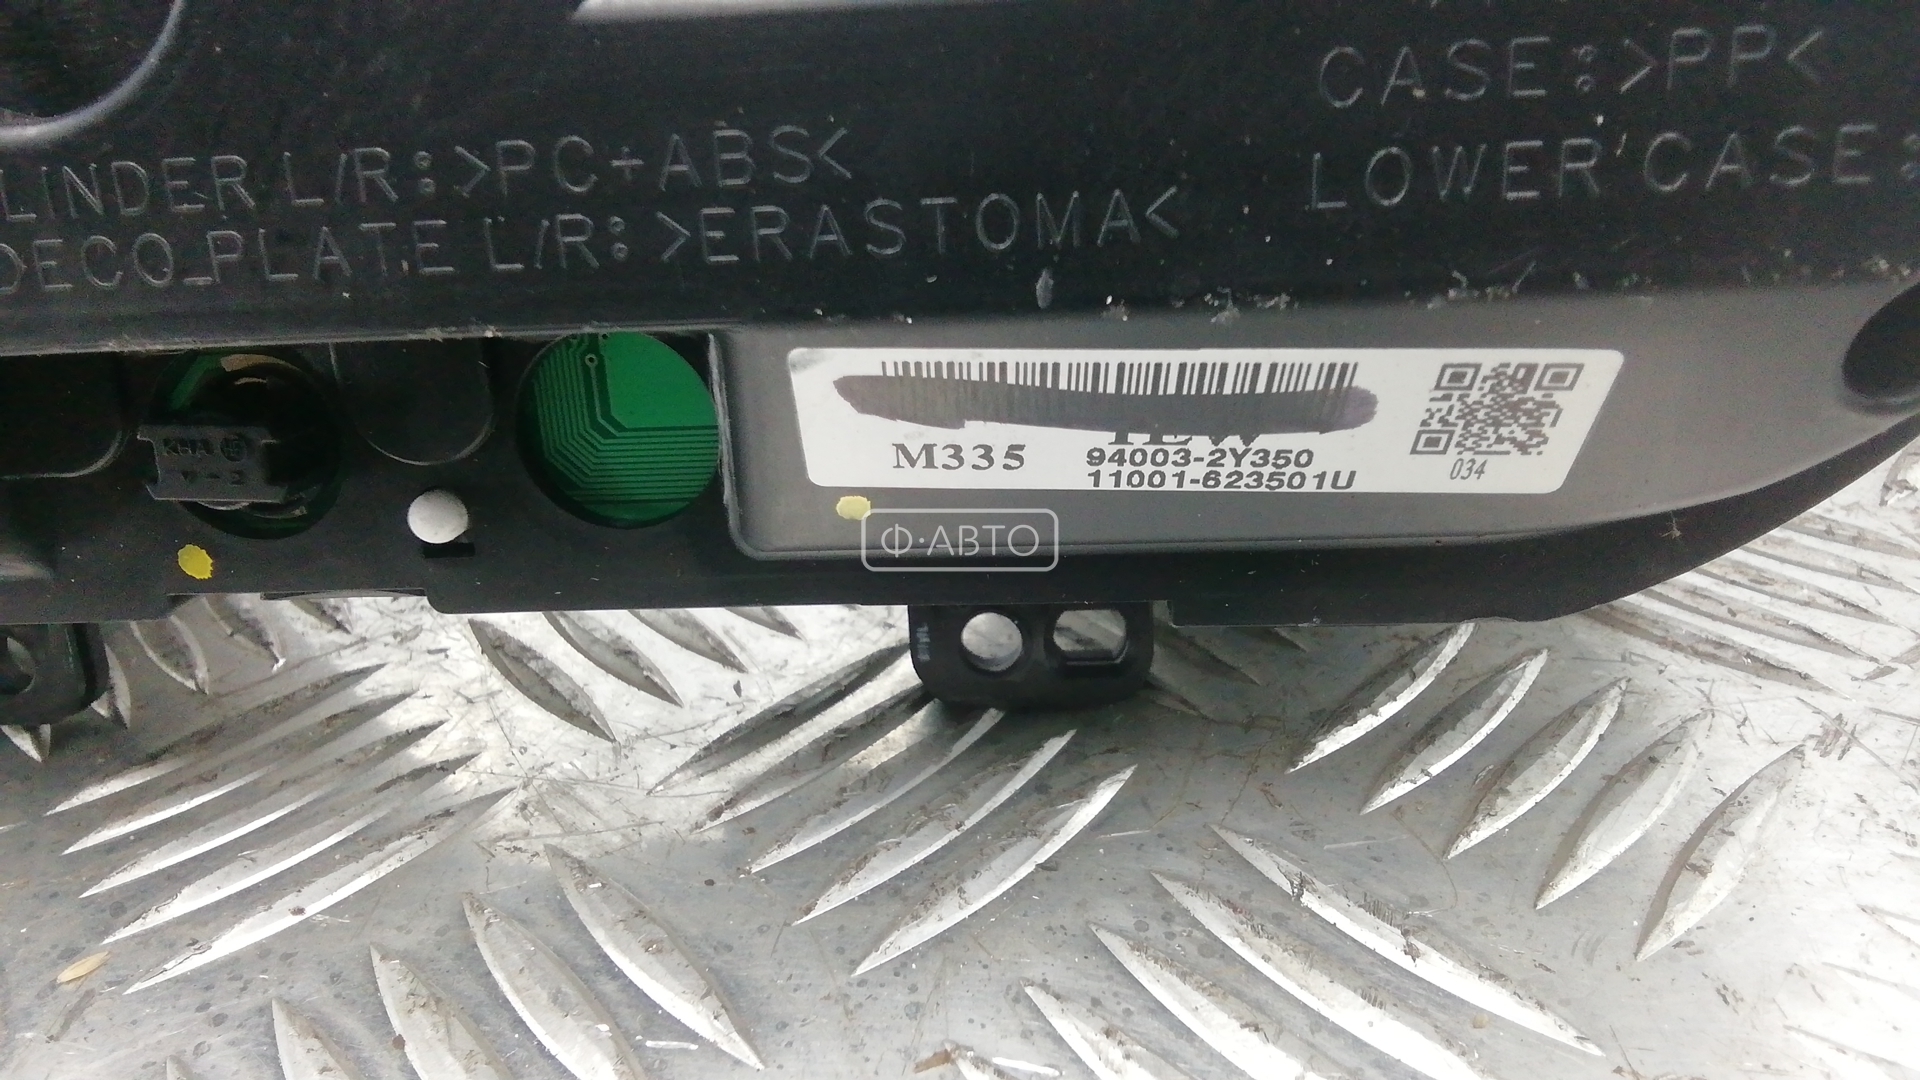 CASE:>PP<
LINDER L/R:>PC+ABS<
LOWER CASE:
DECO_PLATE L/R:>ERASTOMA<
M335
94003-2Y350
11001-623501U
034
Ф·АВТО